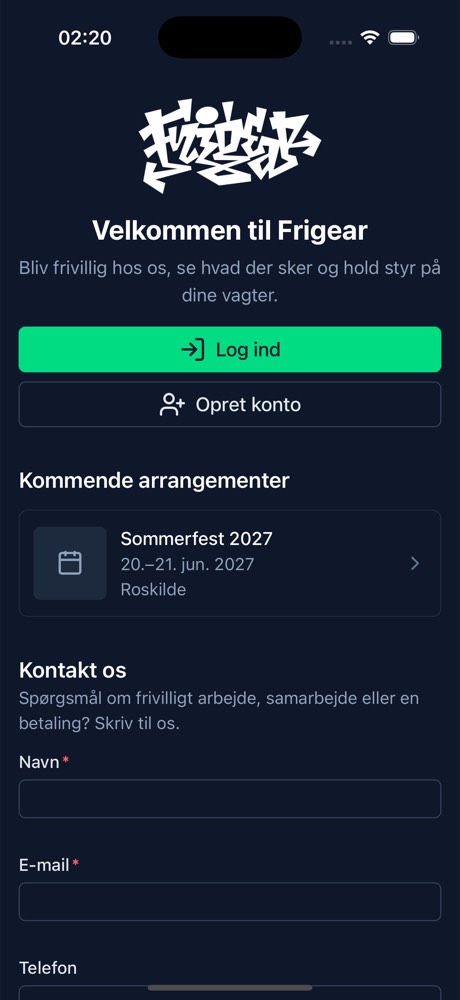 02:20
Frigear
Velkommen til Frigear
Bliv frivillig hos os, se hvad der sker og hold styr på
dine vagter.
Log ind
Opret konto
Kommende arrangementer
Sommerfest 2027
20.–21. jun. 2027
Roskilde
Kontakt os
Spørgsmål om frivilligt arbejde, samarbejde eller en
betaling? Skriv til os.
Navn*
E-mail*
Telefon